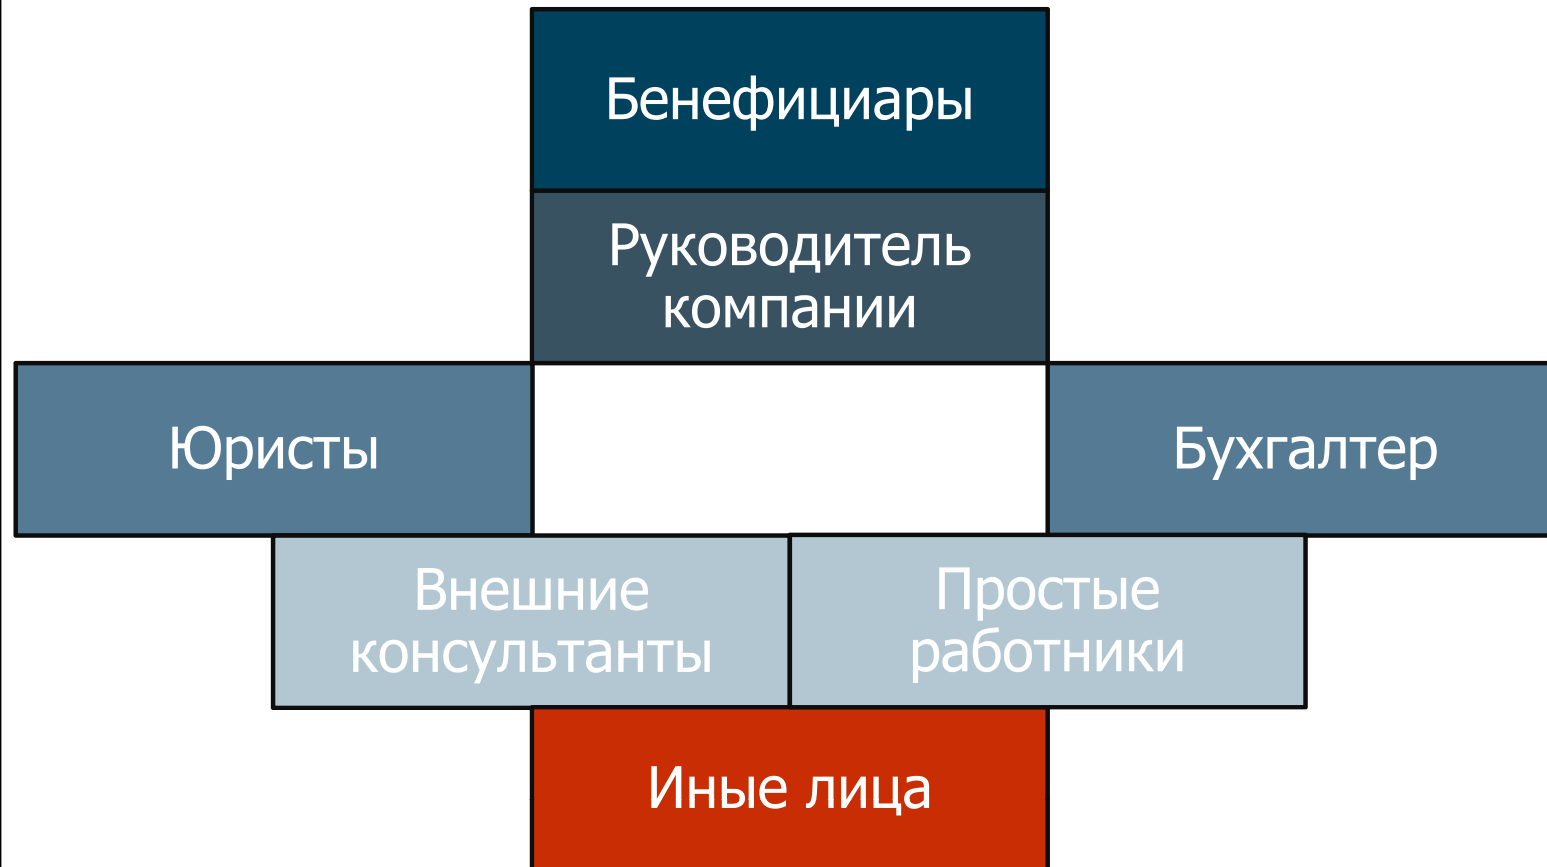 Бенефициары
Руководитель
компании
Юристы
Бухгалтер
Внешние
консультанты
Простые
работники
Иные лица